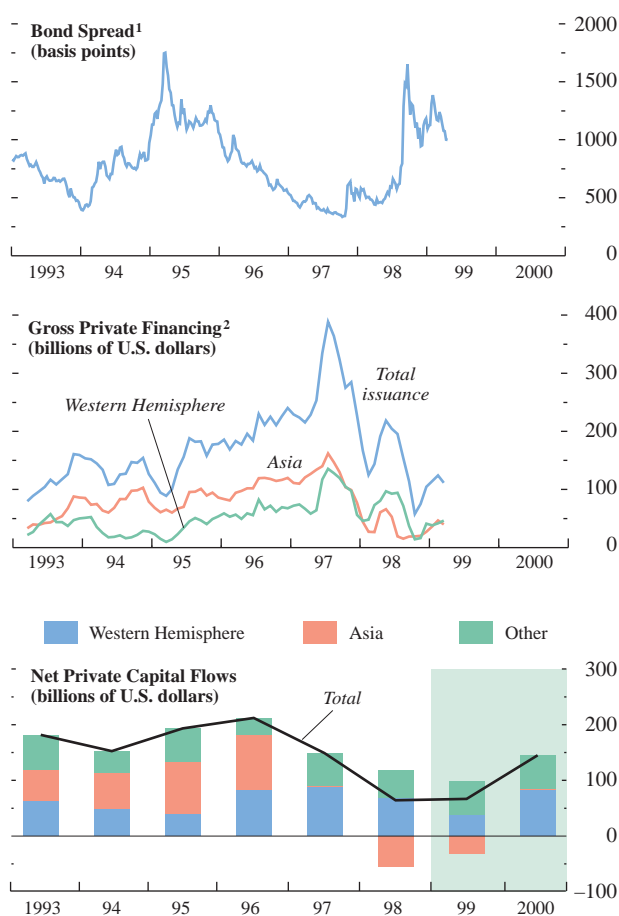 Bond Spread¹
(basis points)
2000
1500
1000
500
0
1993 94 95 96 97 98 99 2000
Gross Private Financing²
(billions of U.S. dollars)
400
300
200
100
0
Western Hemisphere
Total
issuance
Asia
1993 94 95 96 97 98 99 2000
Western Hemisphere Asia Other
Net Private Capital Flows
(billions of U.S. dollars)
Total
300
200
100
0
–100
1993 94 95 96 97 98 99 2000